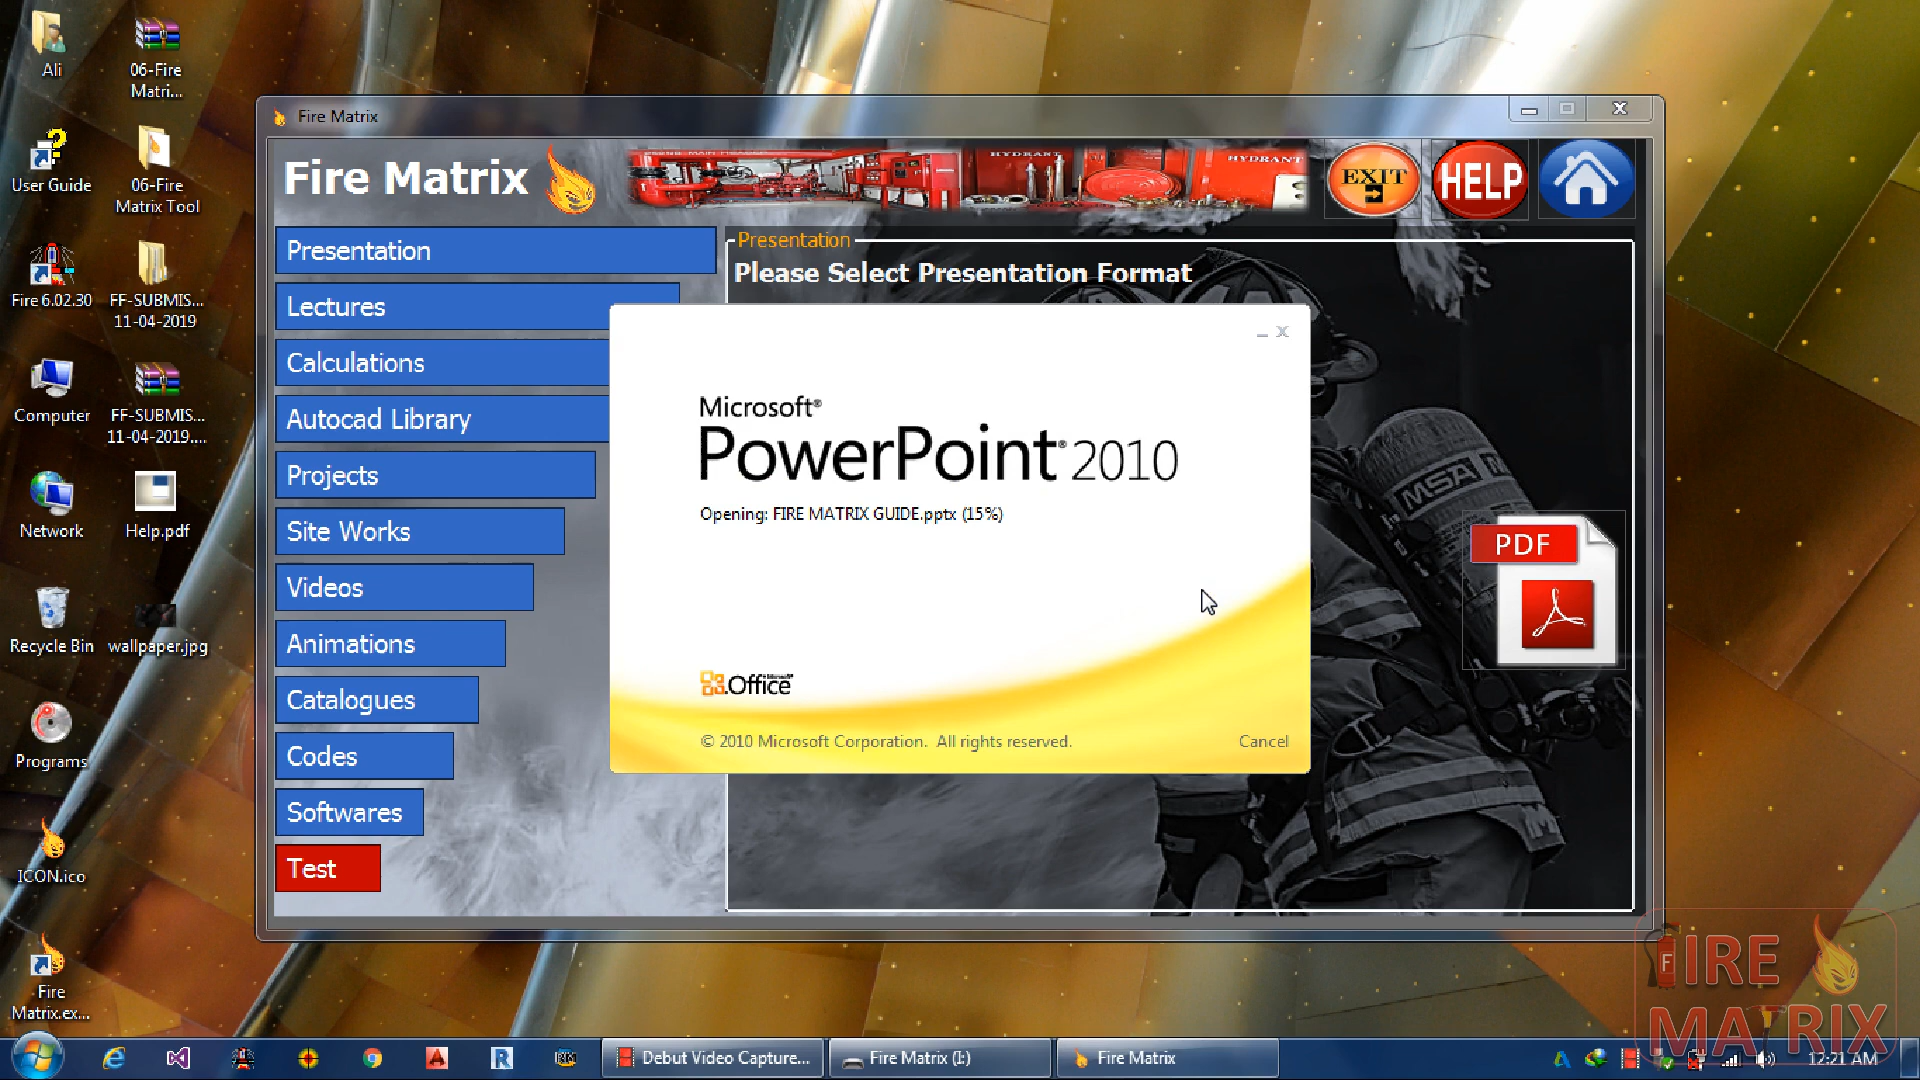 Ali
06-Fire
Matri...
User Guide
06-Fire
Matrix Tool
Fire 6.02.30
FF-SUBMIS...
11-04-2019
Computer
FF-SUBMIS...
11-04-2019....
Network
Help.pdf
Recycle Bin
wallpaper.jpg
Programs
ICON.ico
Fire
Matrix.ex...
Fire Matrix
Fire Matrix
HYDRANT
HYDRANT
EXIT
HELP
Presentation
Lectures
Calculations
Autocad Library
Projects
Site Works
Videos
Animations
Catalogues
Codes
Softwares
Test
Presentation
Please Select Presentation Format
Microsoft®
PowerPoint® 2010
Opening: FIRE MATRIX GUIDE.pptx (15%)
Office
© 2010 Microsoft Corporation. All rights reserved.
Cancel
MSA
PDF
FIRE
MATRIX
Debut Video Capture...
Fire Matrix (I:)
Fire Matrix
12:21 AM